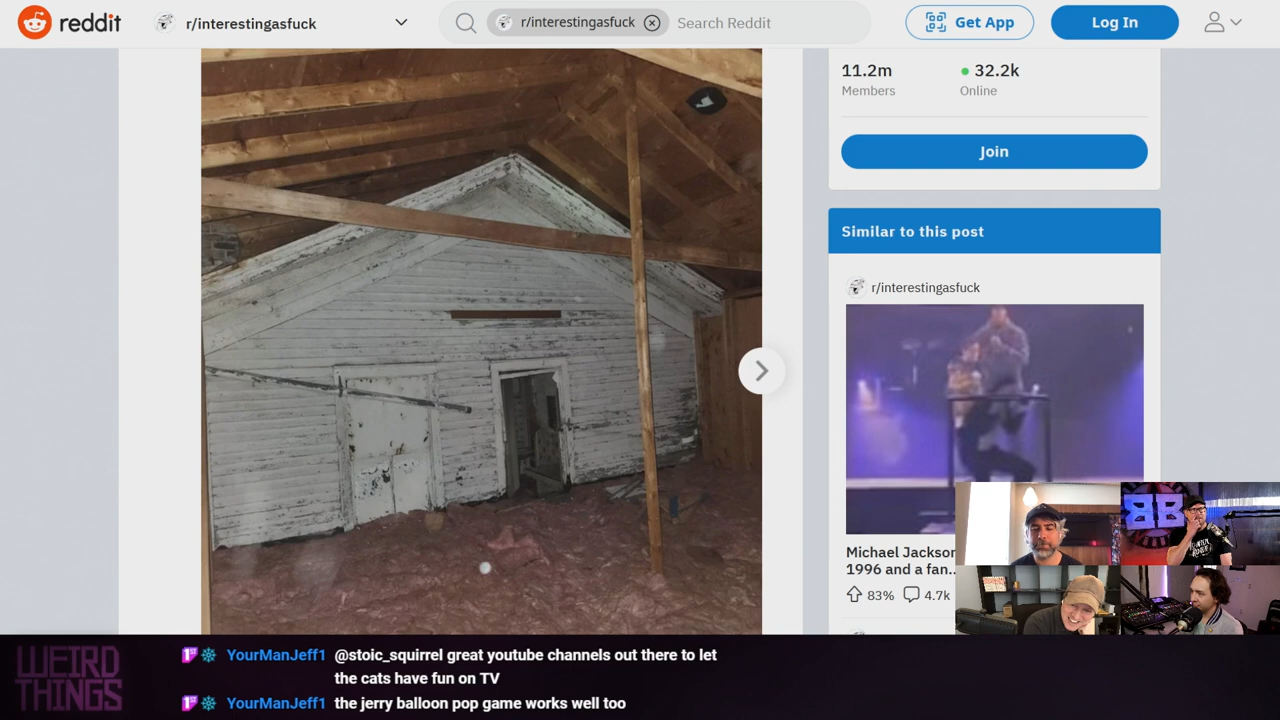 reddit
r/interestingasfuck
r/interestingasfuck
Search Reddit
Get App
Log In
11.2m
32.2k
Members
Online
Join
Similar to this post
r/interestingasfuck
Michael Jackson
1996 and a fan..
83%
4.7k
BB
WEIRD
THINGS
YourManJeff1 @stoic_squirrel great youtube channels out there to let
the cats have fun on TV
YourManJeff1 the jerry balloon pop game works well too